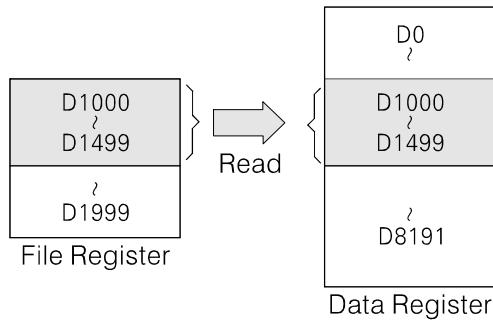 D1000
~
D1499
~
D1999
File Register
Read
D0
~
D1000
~
D1499
~
D8191
Data Register